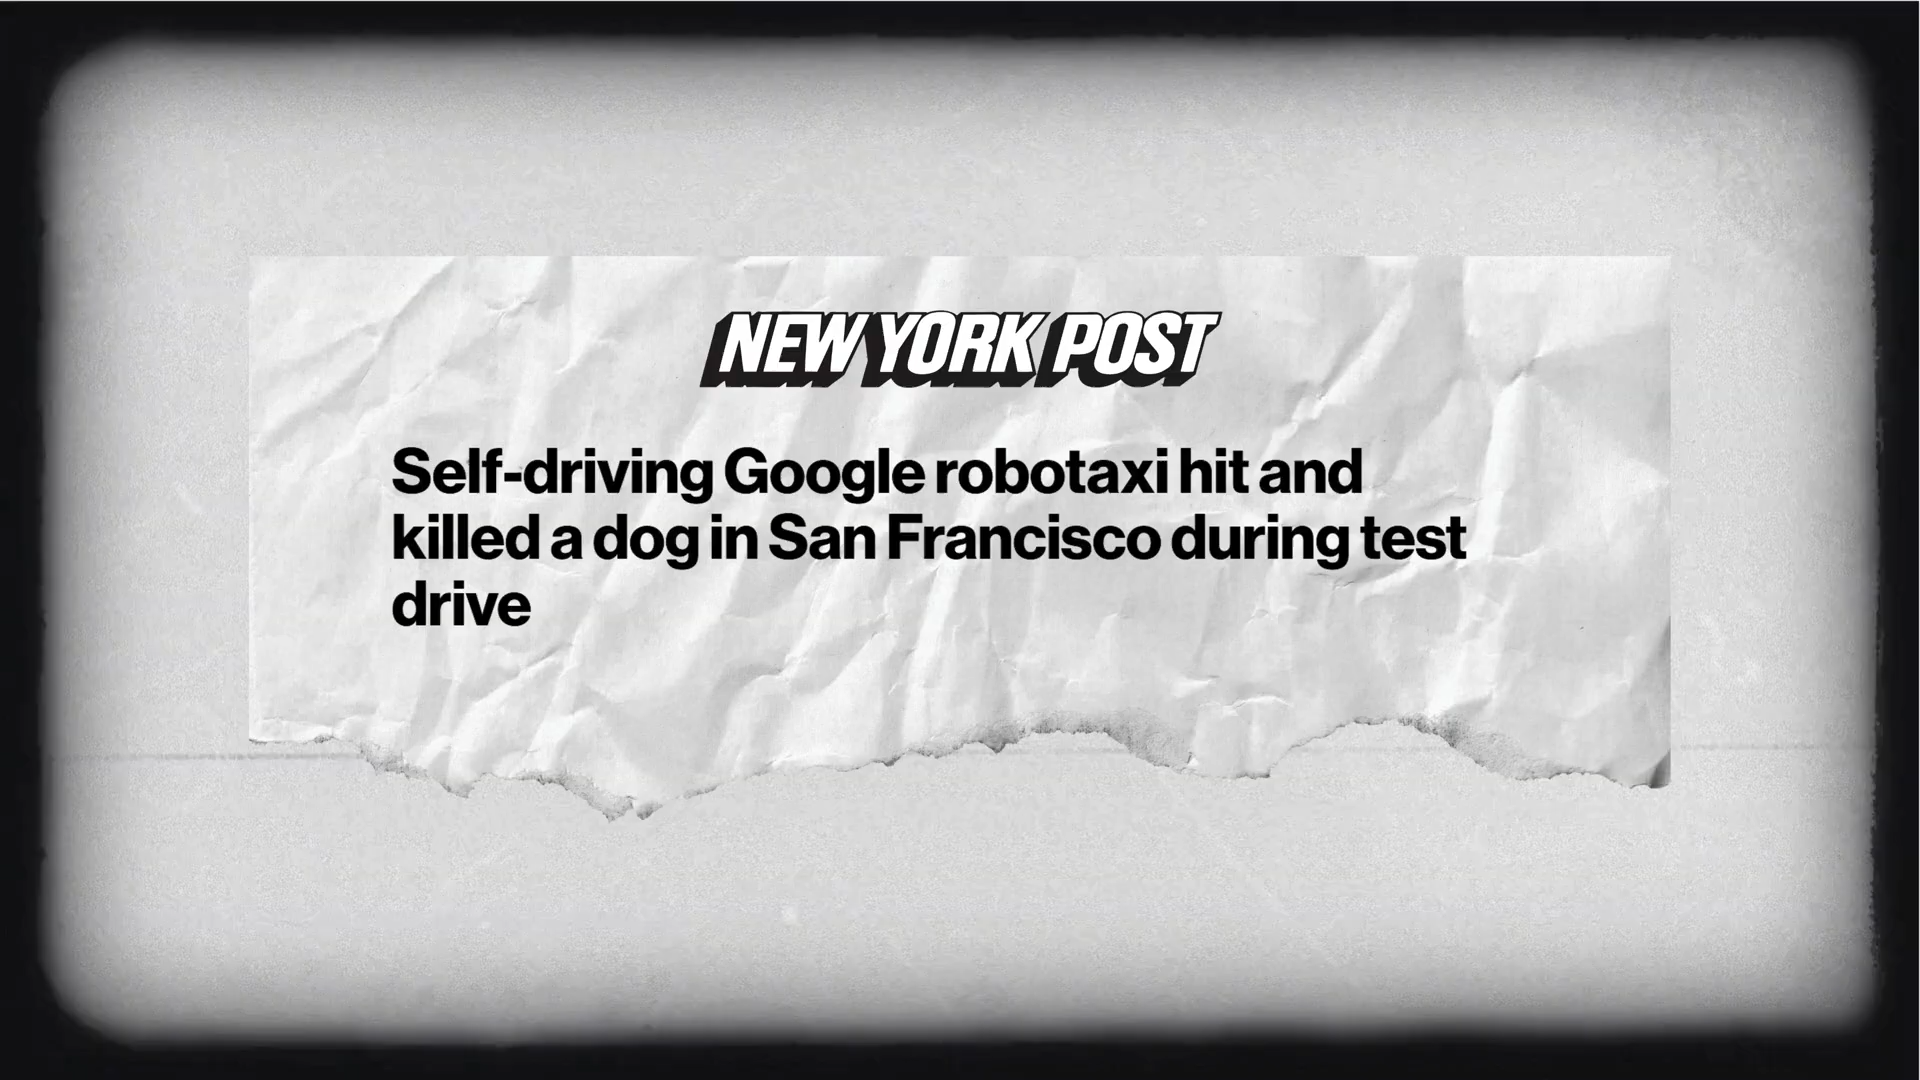 NEW YORK POST
Self-driving Google robotaxi hit and
killed a dog in San Francisco during test
drive